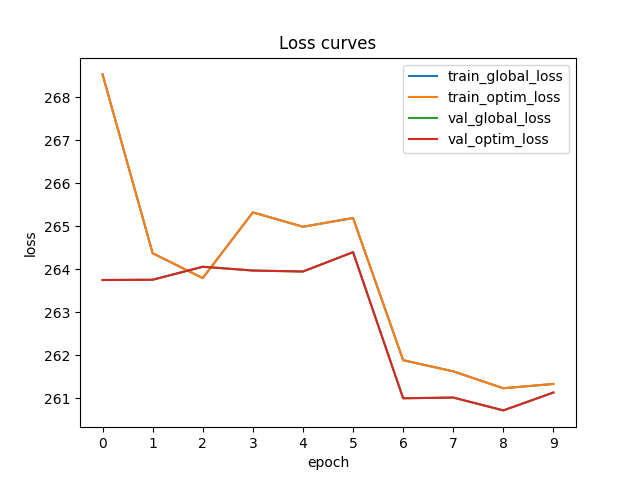 Loss curves
train_global_loss
train_optim_loss
val_global_loss
val_optim_loss
loss
268
267
266
265
264
263
262
261
0 1 2 3 4 5 6 7 8 9
epoch